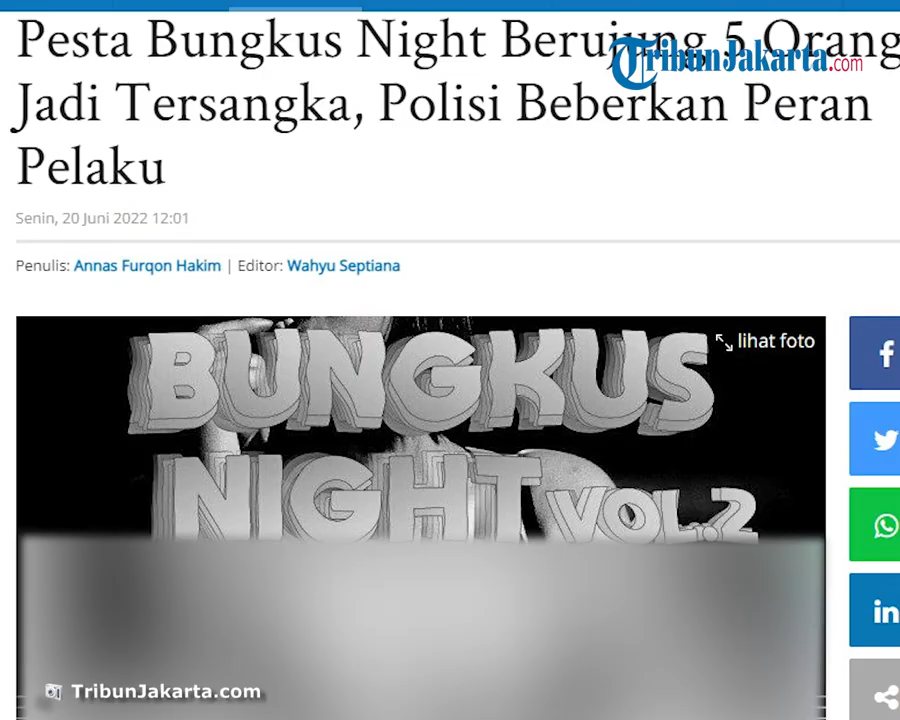 Pesta Bungkus Night Berujung 5 Orang
Jadi Tersangka, Polisi Beberkan Peran
Pelaku
TribunJakarta.com
Senin, 20 Juni 2022 12:01
Penulis: Annas Furqon Hakim | Editor: Wahyu Septiana
lihat foto
BUNGKUS
NIGHT VOL.2
TribunJakarta.com